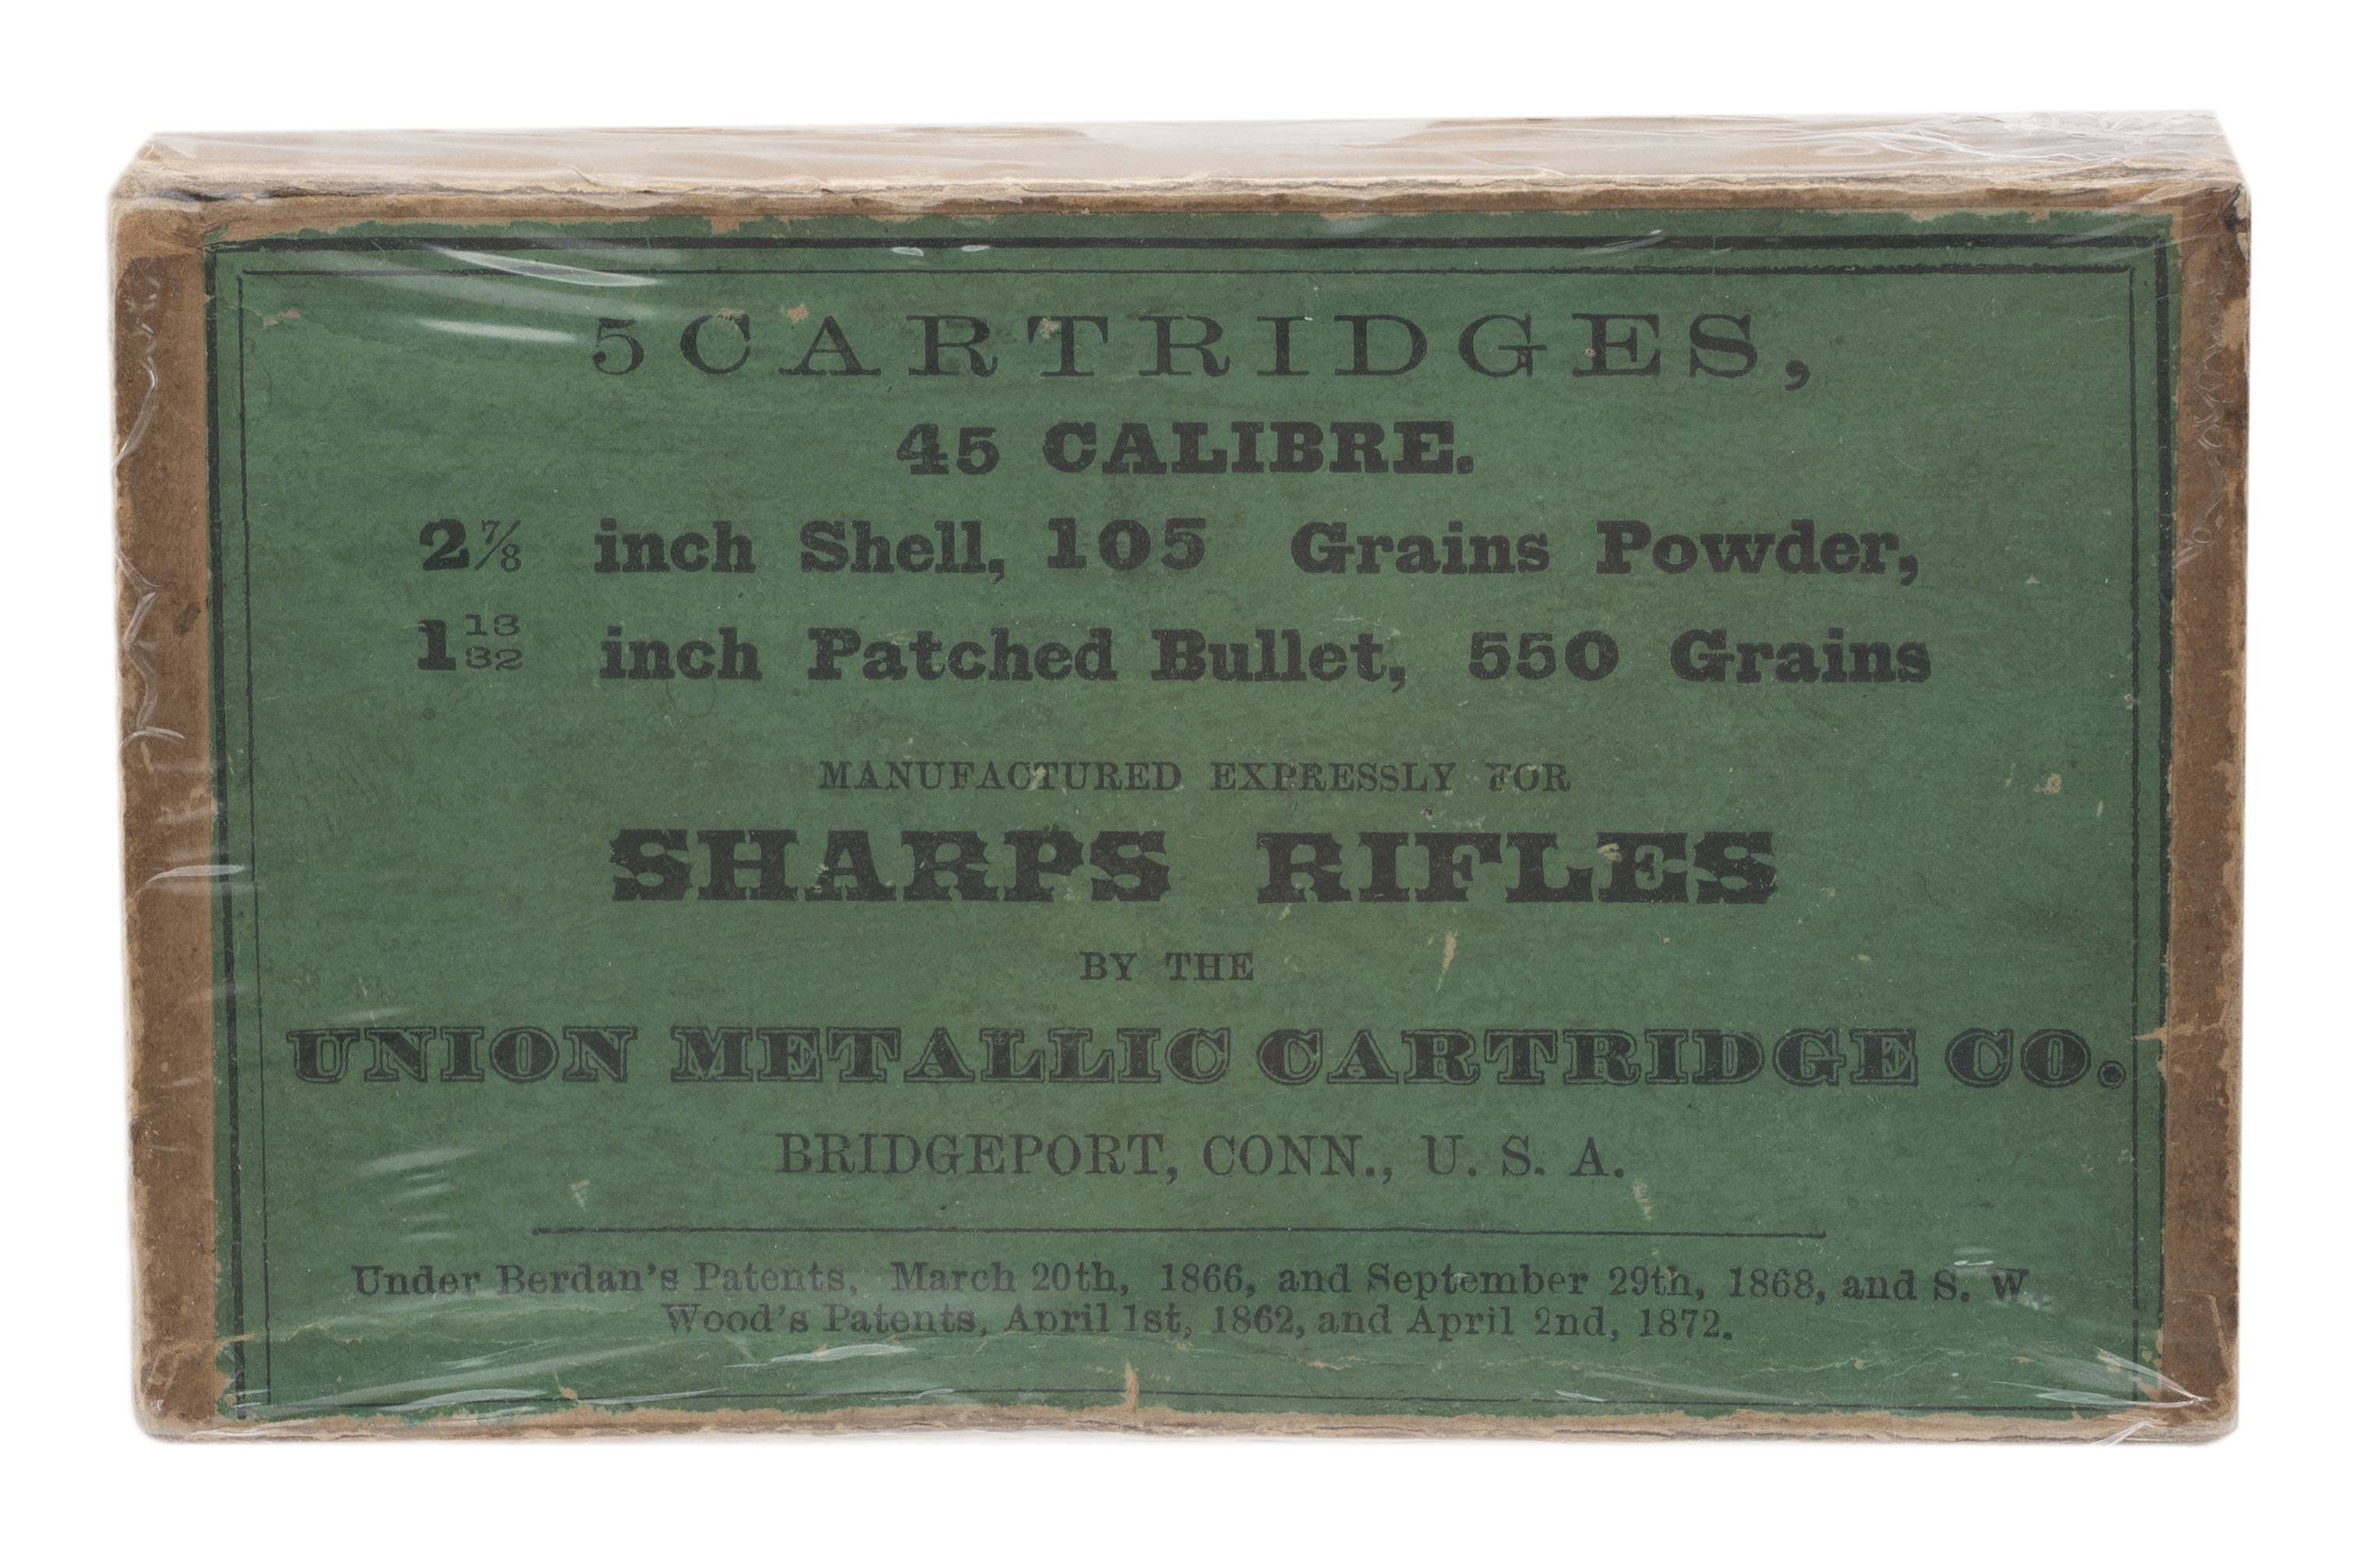 5 CARTRIDGES,
45 CALIBRE.
2 7/8 inch Shell, 105 Grains Powder,
1 13/32 inch Patched Bullet, 550 Grains
MANUFACTURED EXPRESSLY FOR
SHARPS RIFLES
BY THE
UNION METALLIC CARTRIDGE CO.
BRIDGEPORT, CONN., U. S. A.
Under Berdan's Patents, March 20th, 1866, and September 29th, 1868, and S. W.
Wood's Patents, April 1st, 1862, and April 2nd, 1872.